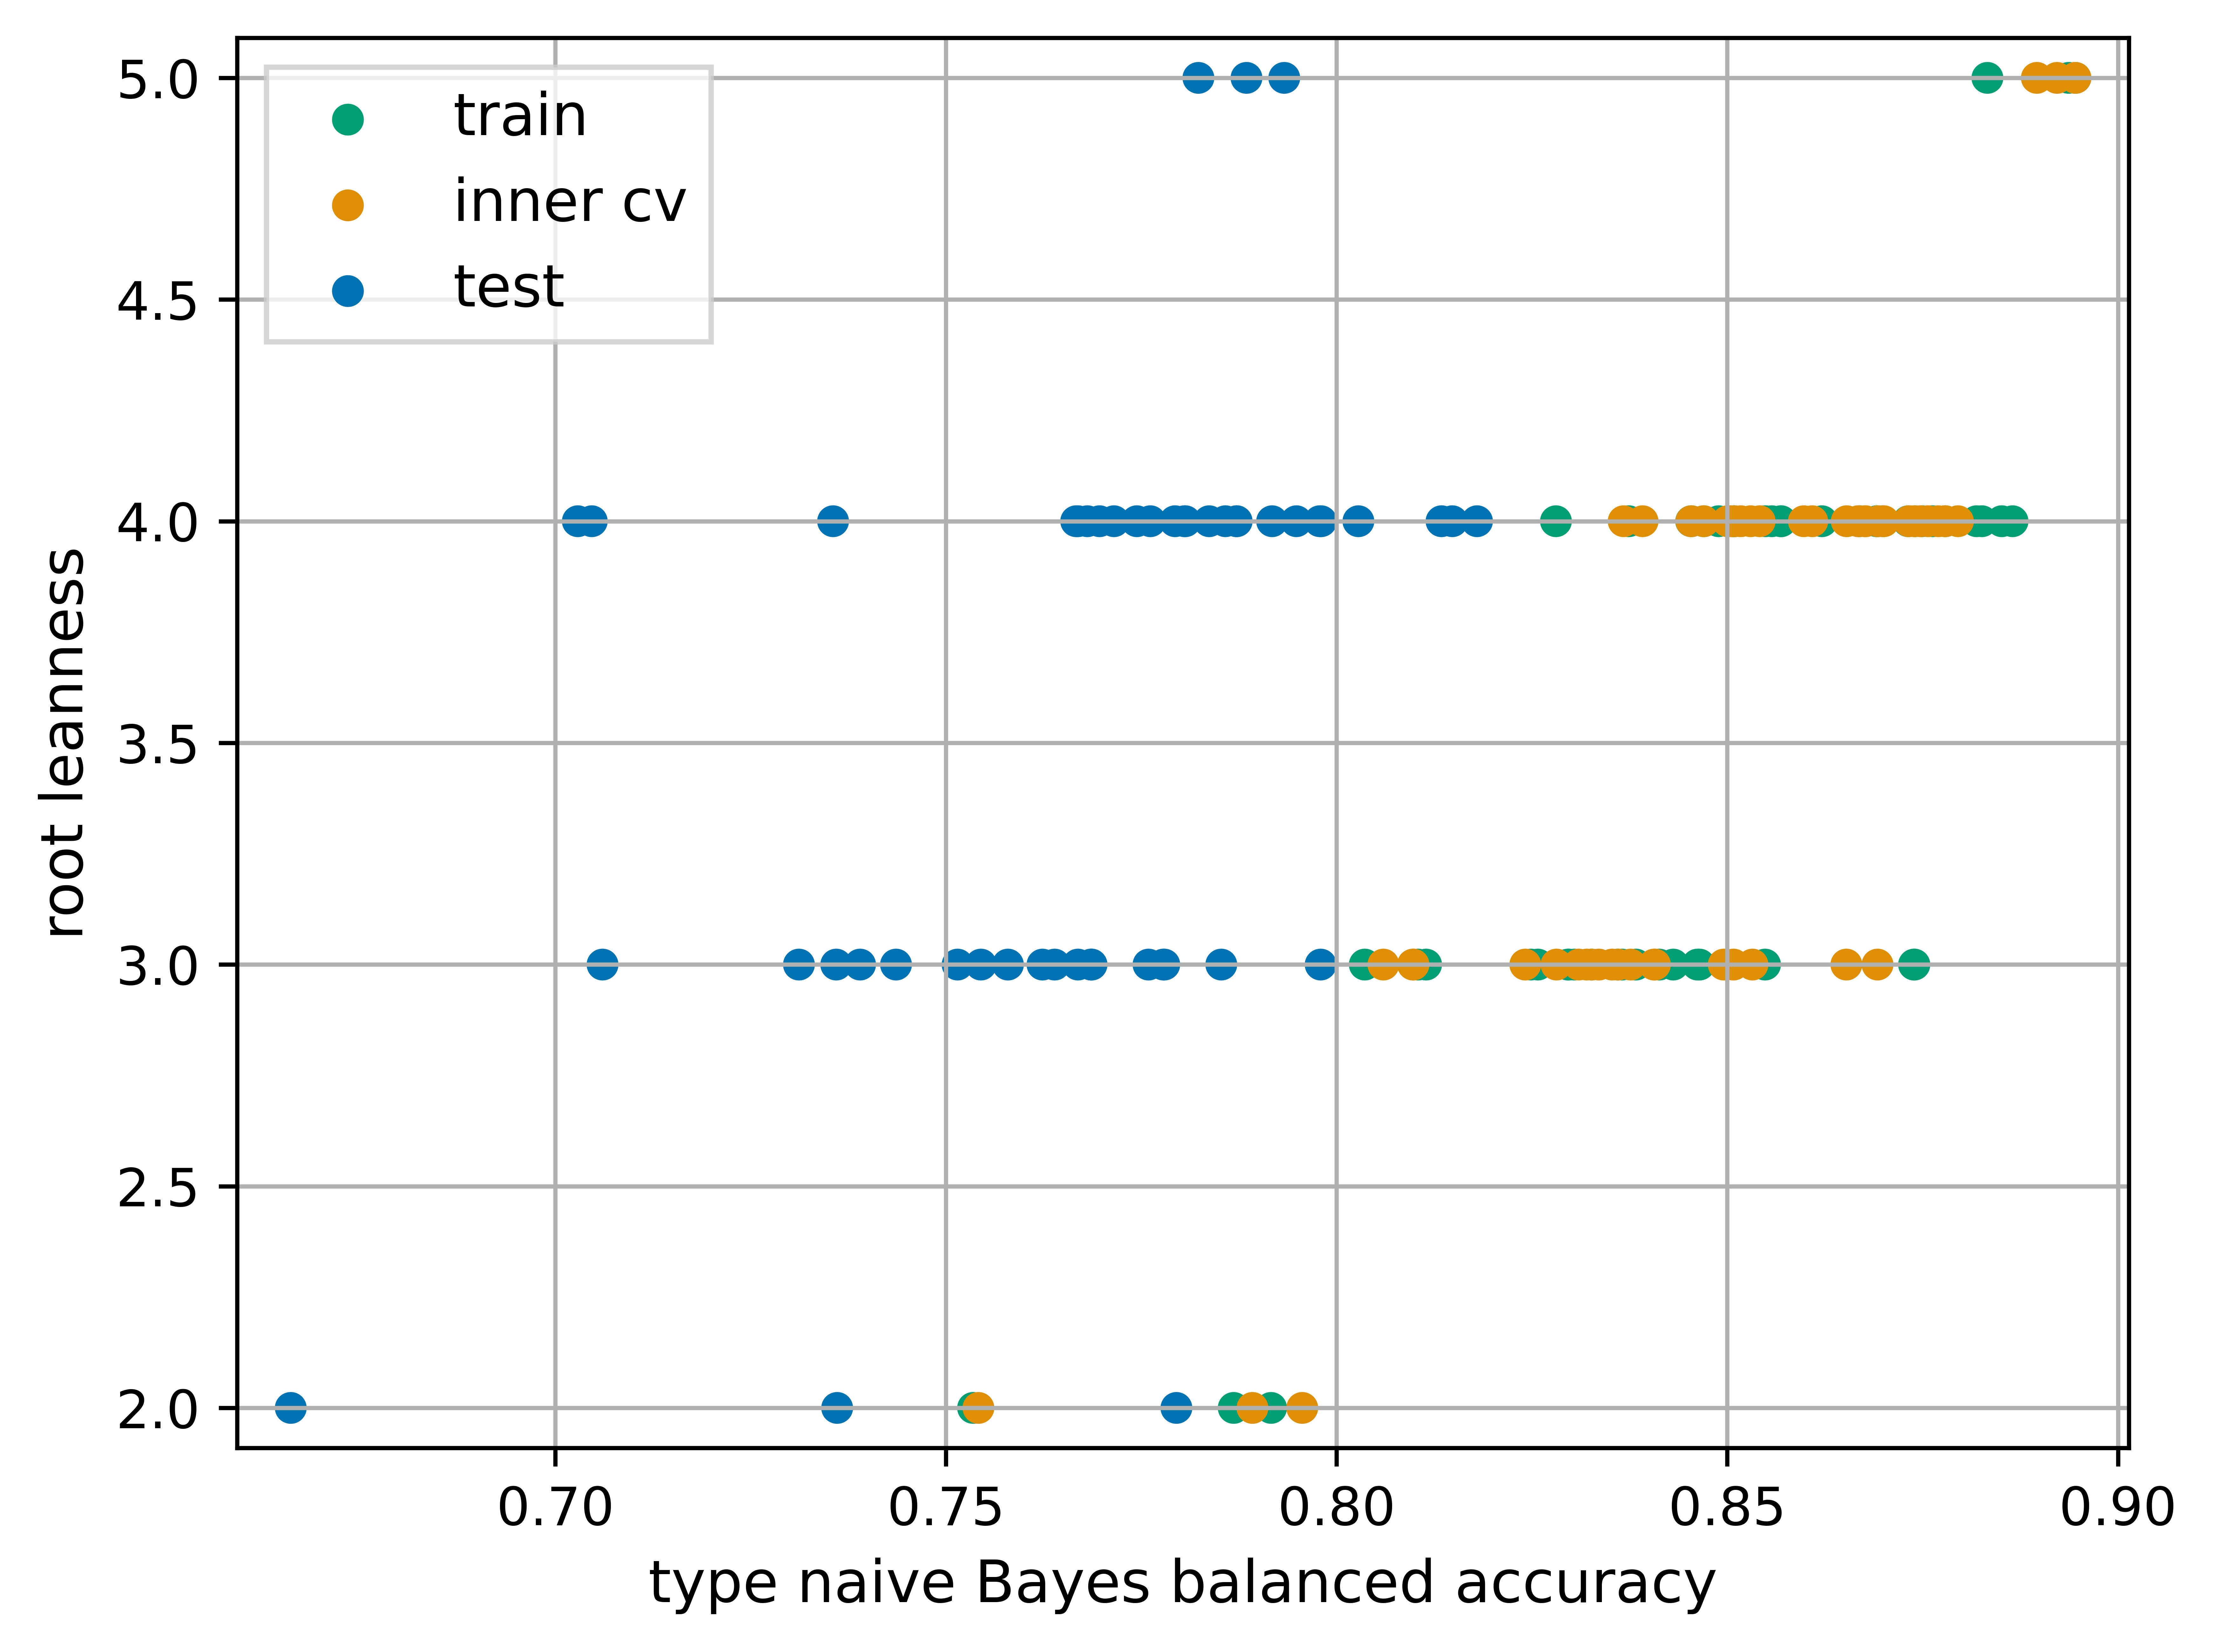 5.0
4.5
4.0
3.5
3.0
2.5
2.0
root leanness
train
inner cv
test
0.70 0.75 0.80 0.85 0.90
type naive Bayes balanced accuracy